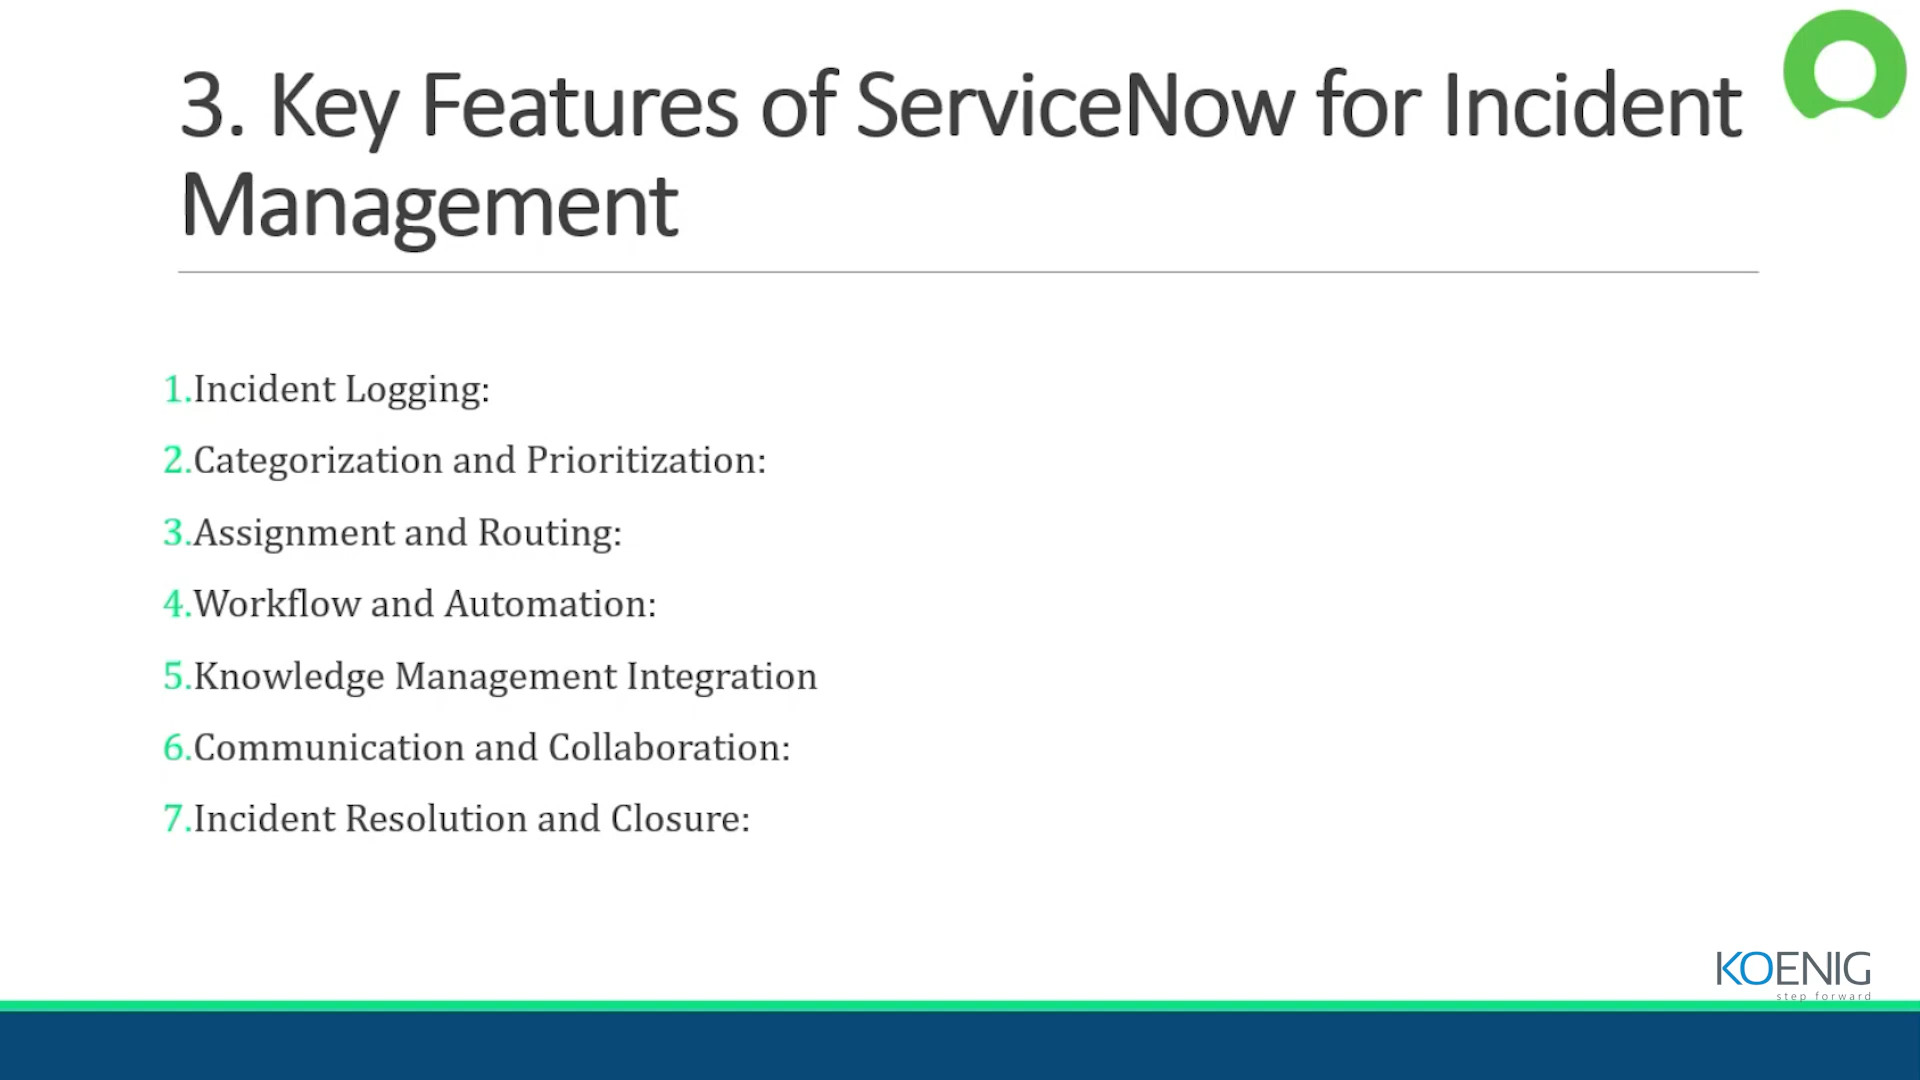 3. Key Features of ServiceNow for Incident
Management
1.Incident Logging:
2.Categorization and Prioritization:
3.Assignment and Routing:
4.Workflow and Automation:
5.Knowledge Management Integration
6.Communication and Collaboration:
7.Incident Resolution and Closure:
KOENIG
step forward